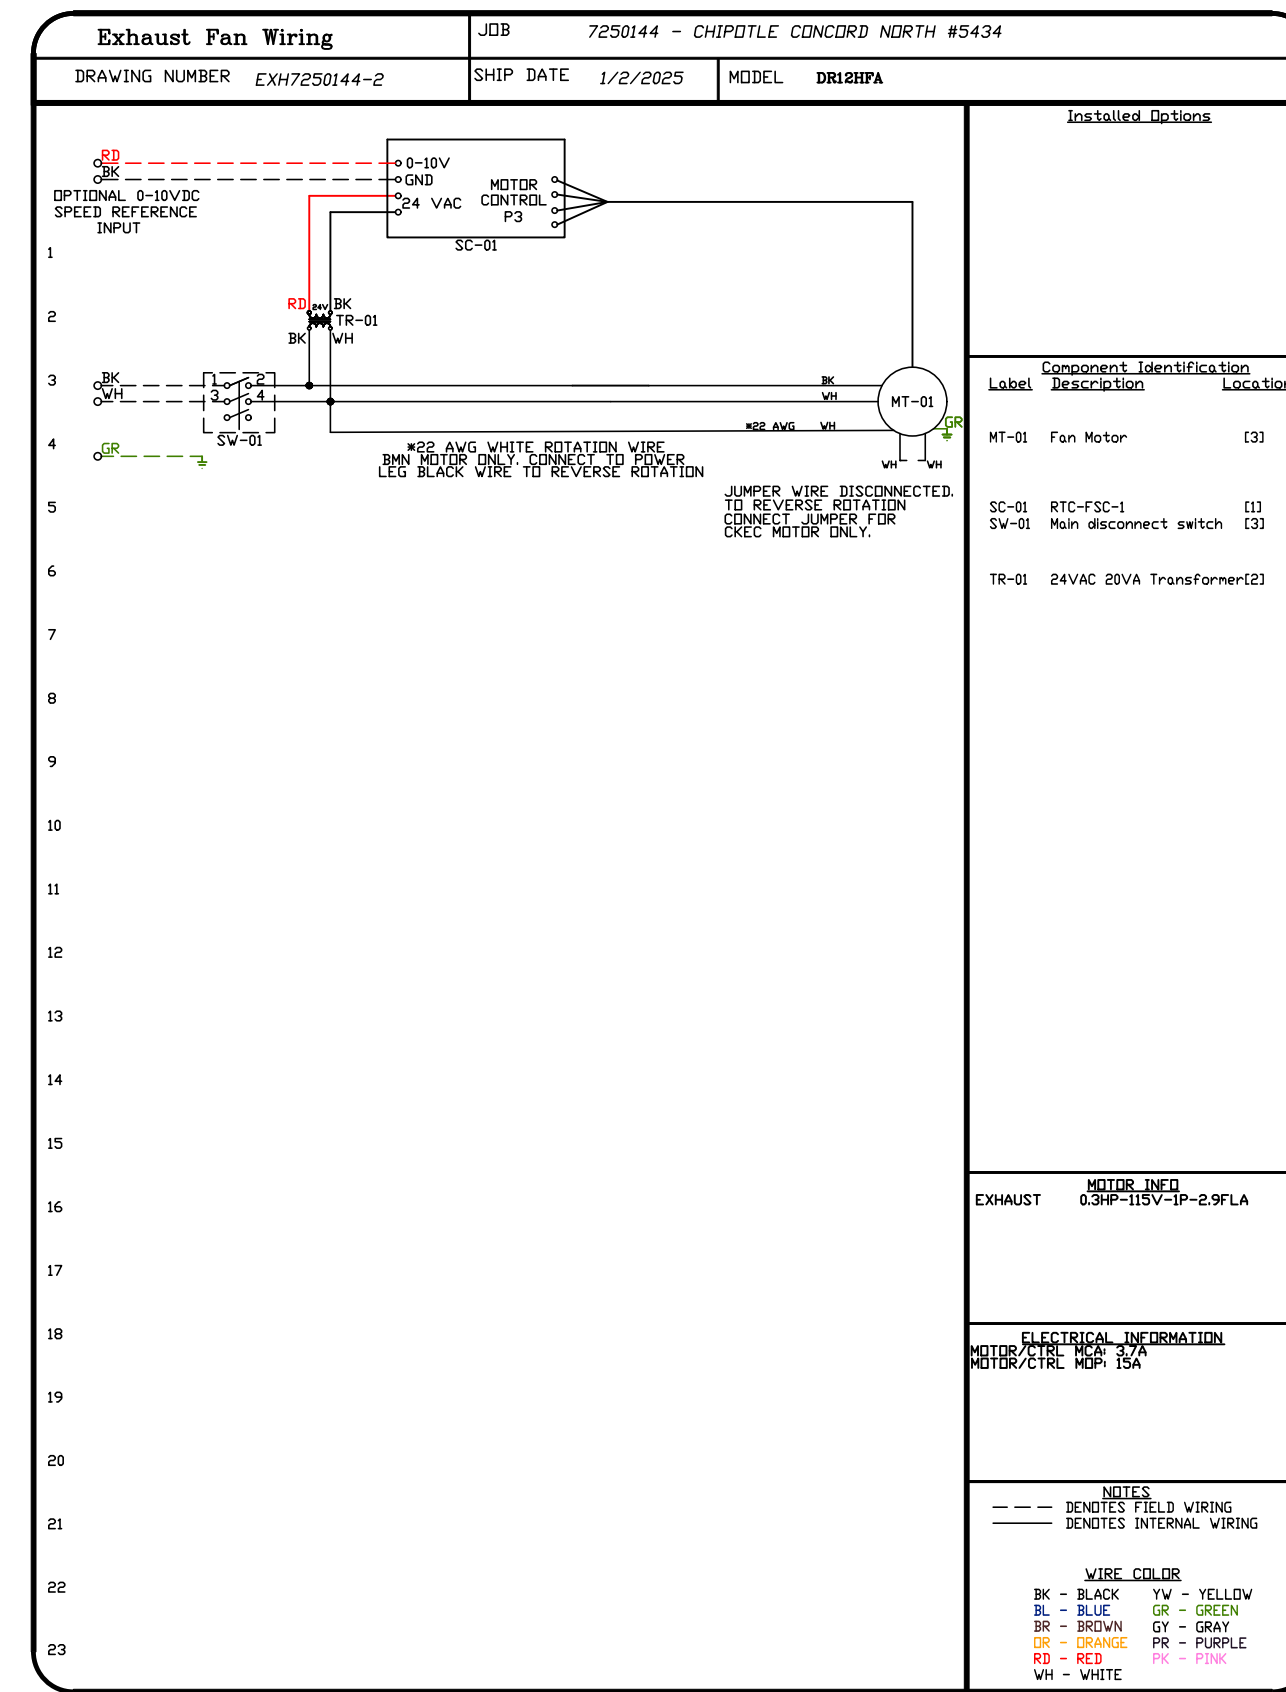 Exhaust Fan Wiring
JOB 7250144 - CHIPOTLE CONCORD NORTH #5434
DRAWING NUMBER EXH7250144-2
SHIP DATE 1/2/2025
MODEL DR12HFA
Installed Options
RD
BK
OPTIONAL 0-10VDC
SPEED REFERENCE
INPUT
0-10V
GND
24 VAC
MOTOR
CONTROL
P3
SC-01
1
RD 24V BK
2
TR-01
BK WH
3
BK
WH
1 2
3 4
SW-01
BK
WH
MT-01
*22 AWG WH
GR
4
GR
*22 AWG WHITE ROTATION WIRE
BMN MOTOR ONLY. CONNECT TO POWER
LEG BLACK WIRE TO REVERSE ROTATION
WH WH
JUMPER WIRE DISCONNECTED.
TO REVERSE ROTATION
CONNECT JUMPER FOR
CKEC MOTOR ONLY.
5
6
7
8
9
10
11
12
13
14
15
16
17
18
19
20
21
22
23
Component Identification
Label Description Location
MT-01 Fan Motor [3]
SC-01 RTC-FSC-1 [1]
SW-01 Main disconnect switch [3]
TR-01 24VAC 20VA Transformer[2]
MOTOR INFO
EXHAUST 0.3HP-115V-1P-2.9FLA
ELECTRICAL INFORMATION
MOTOR/CTRL MCA: 3.7A
MOTOR/CTRL MOP: 15A
NOTES
DENOTES FIELD WIRING
DENOTES INTERNAL WIRING
WIRE COLOR
BK - BLACK YW - YELLOW
BL - BLUE GR - GREEN
BR - BROWN GY - GRAY
OR - ORANGE PR - PURPLE
RD - RED PK - PINK
WH - WHITE